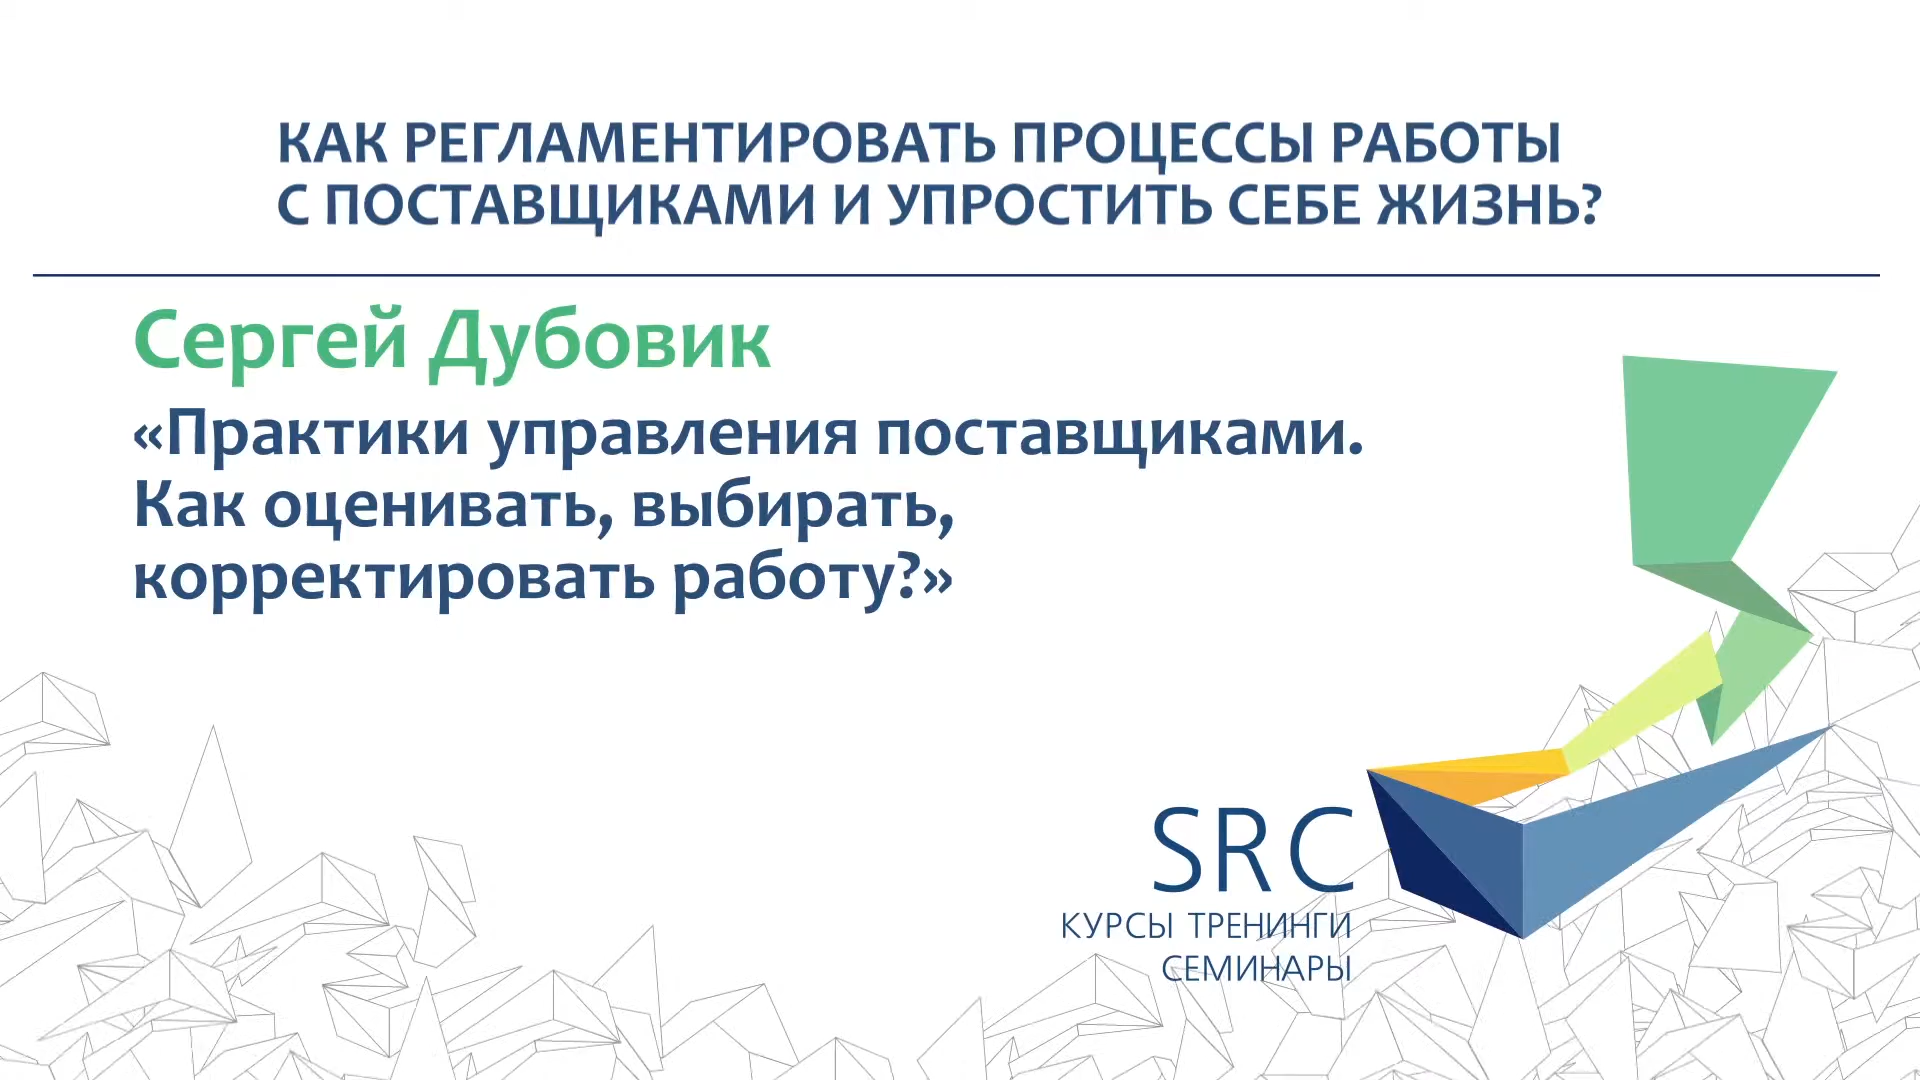 КАК РЕГЛАМЕНТИРОВАТЬ ПРОЦЕССЫ РАБОТЫ
С ПОСТАВЩИКАМИ И УПРОСТИТЬ СЕБЕ ЖИЗНЬ?
Сергей Дубовик
«Практики управления поставщиками.
Как оценивать, выбирать,
корректировать работу?»
SRC
КУРСЫ ТРЕНИНГИ
СЕМИНАРЫ